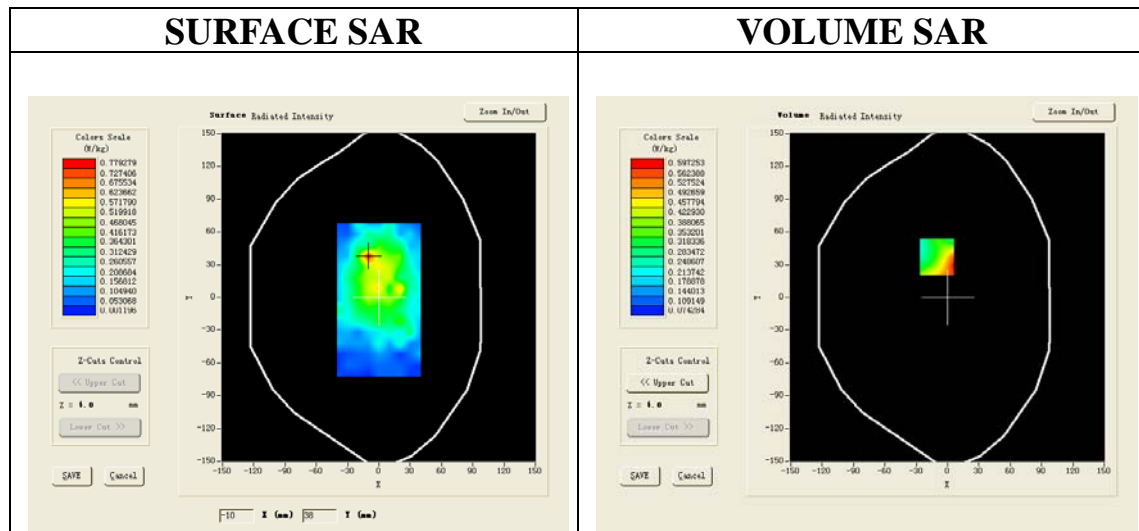 SURFACE SAR
VOLUME SAR
Surface Radiated Intensity
Zoom In/Out
Colors Scale
(W/kg)
0.779279
0.727406
0.675534
0.623662
0.571790
0.519918
0.468045
0.416173
0.364301
0.312429
0.260557
0.208684
0.156812
0.104940
0.053068
0.001196
150
120
90
60
30
0
-30
-60
-90
-120
-150
Y
-150 -120 -90 -60 -30 0 30 60 90 120 150
X
Z-Cuts Control
<< Upper Cut
Z = 4.0 mm
Lower Cut >>
SAVE
Cancel
-10 X (mm) 38 Y (mm)
Volume Radiated Intensity
Zoom In/Out
Colors Scale
(W/kg)
0.597253
0.562388
0.527524
0.492659
0.457794
0.422930
0.388065
0.353201
0.318336
0.283472
0.248607
0.213742
0.178878
0.144013
0.109149
0.074284
150
120
90
60
30
0
-30
-60
-90
-120
-150
Y
-150 -120 -90 -60 -30 0 30 60 90 120 150
X
Z-Cuts Control
<< Upper Cut
Z = 4.0 mm
Lower Cut >>
SAVE
Cancel